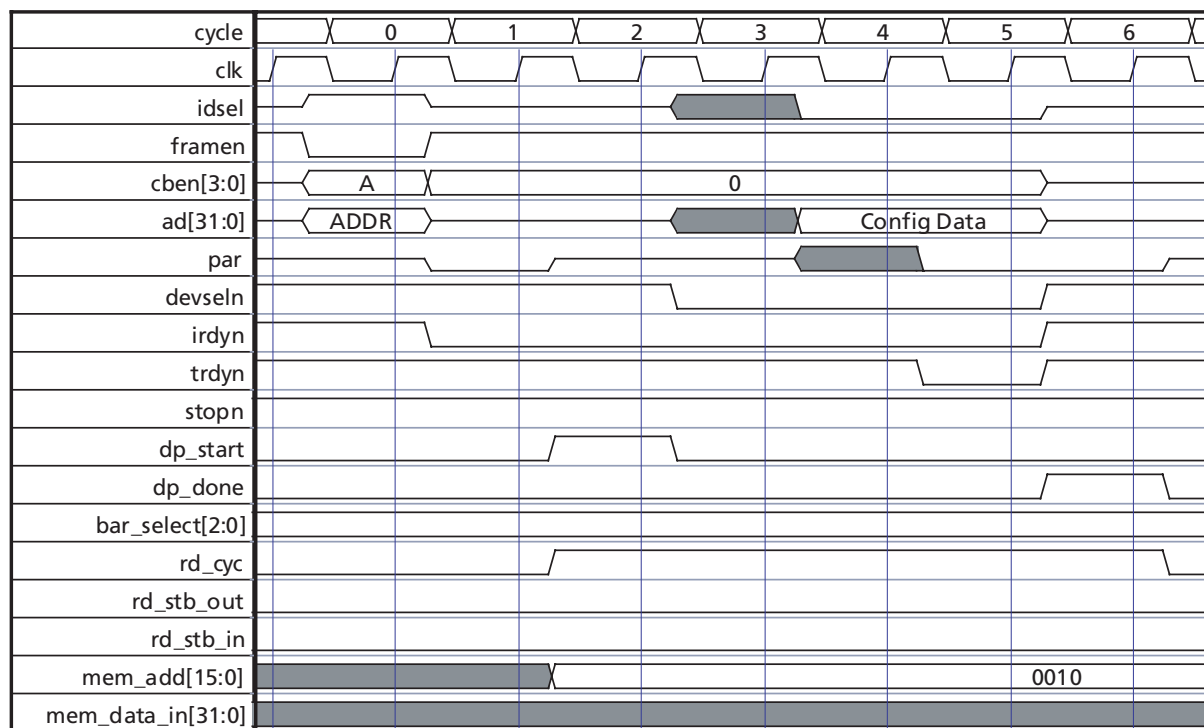 cycle 0 1 2 3 4 5 6
clk
idsel
framen
cben[3:0] A 0
ad[31:0] ADDR Config Data
par
devseln
irdyn
trdyn
stopn
dp_start
dp_done
bar_select[2:0]
rd_cyc
rd_stb_out
rd_stb_in
mem_add[15:0] 0010
mem_data_in[31:0]